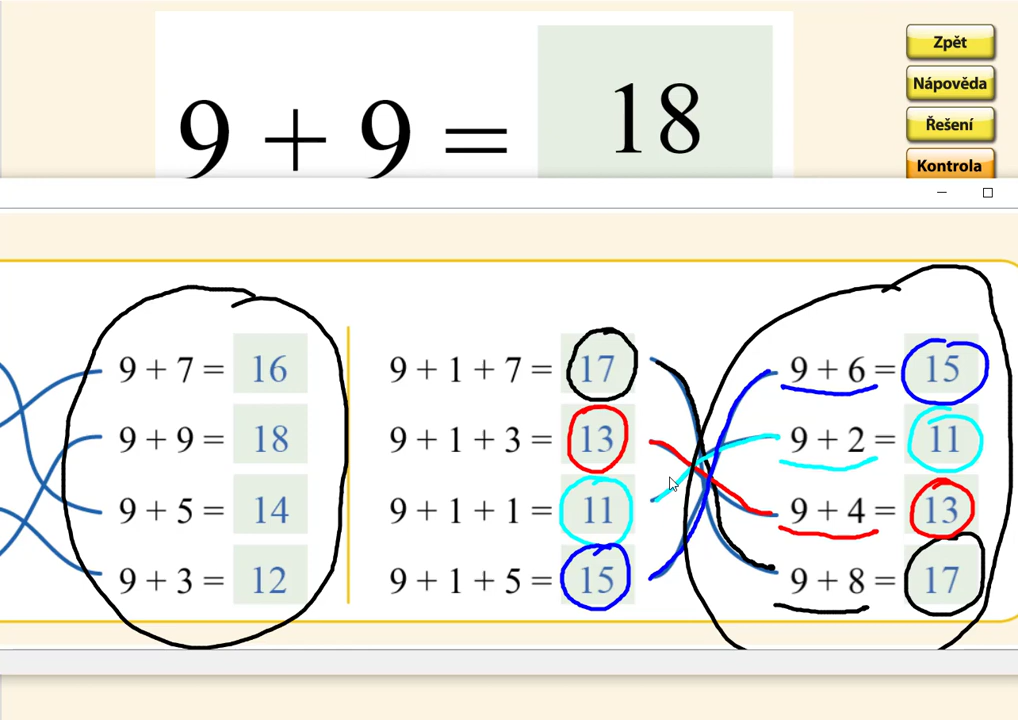 9 + 9 = 18
Zpět
Nápověda
Řešení
Kontrola
9 + 7 = 16
9 + 9 = 18
9 + 5 = 14
9 + 3 = 12
9 + 1 + 7 = 17
9 + 1 + 3 = 13
9 + 1 + 1 = 11
9 + 1 + 5 = 15
9 + 6 = 15
9 + 2 = 11
9 + 4 = 13
9 + 8 = 17